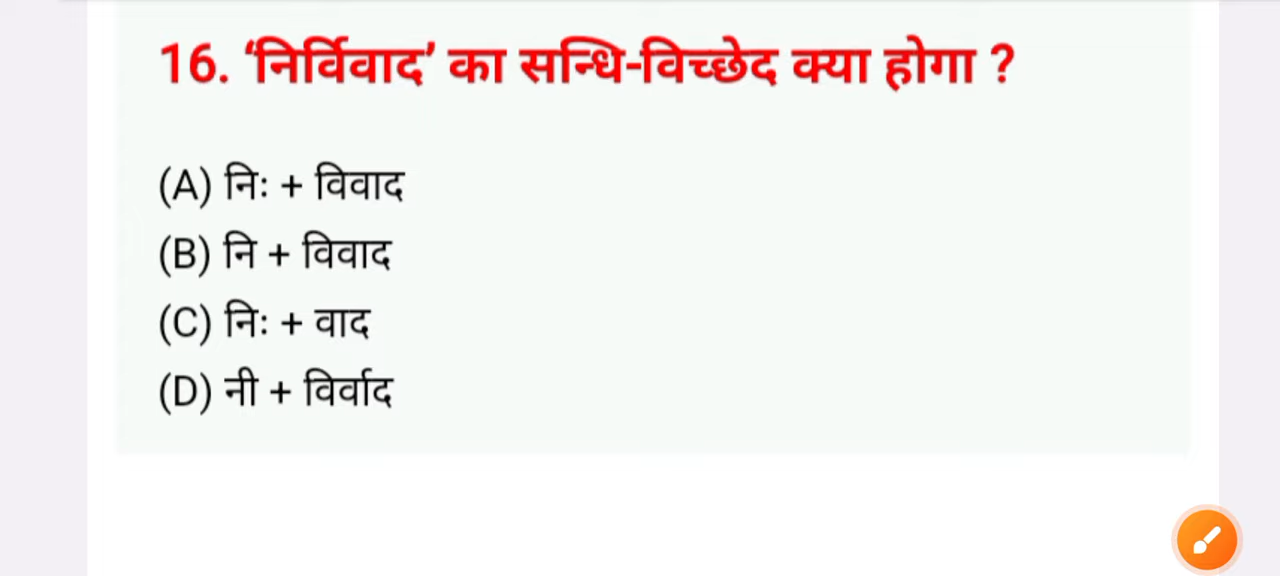 16. ‘निर्विवाद’ का सन्धि-विच्छेद क्या होगा ?
(A) निः + विवाद
(B) नि + विवाद
(C) निः + वाद
(D) नी + विर्वाद